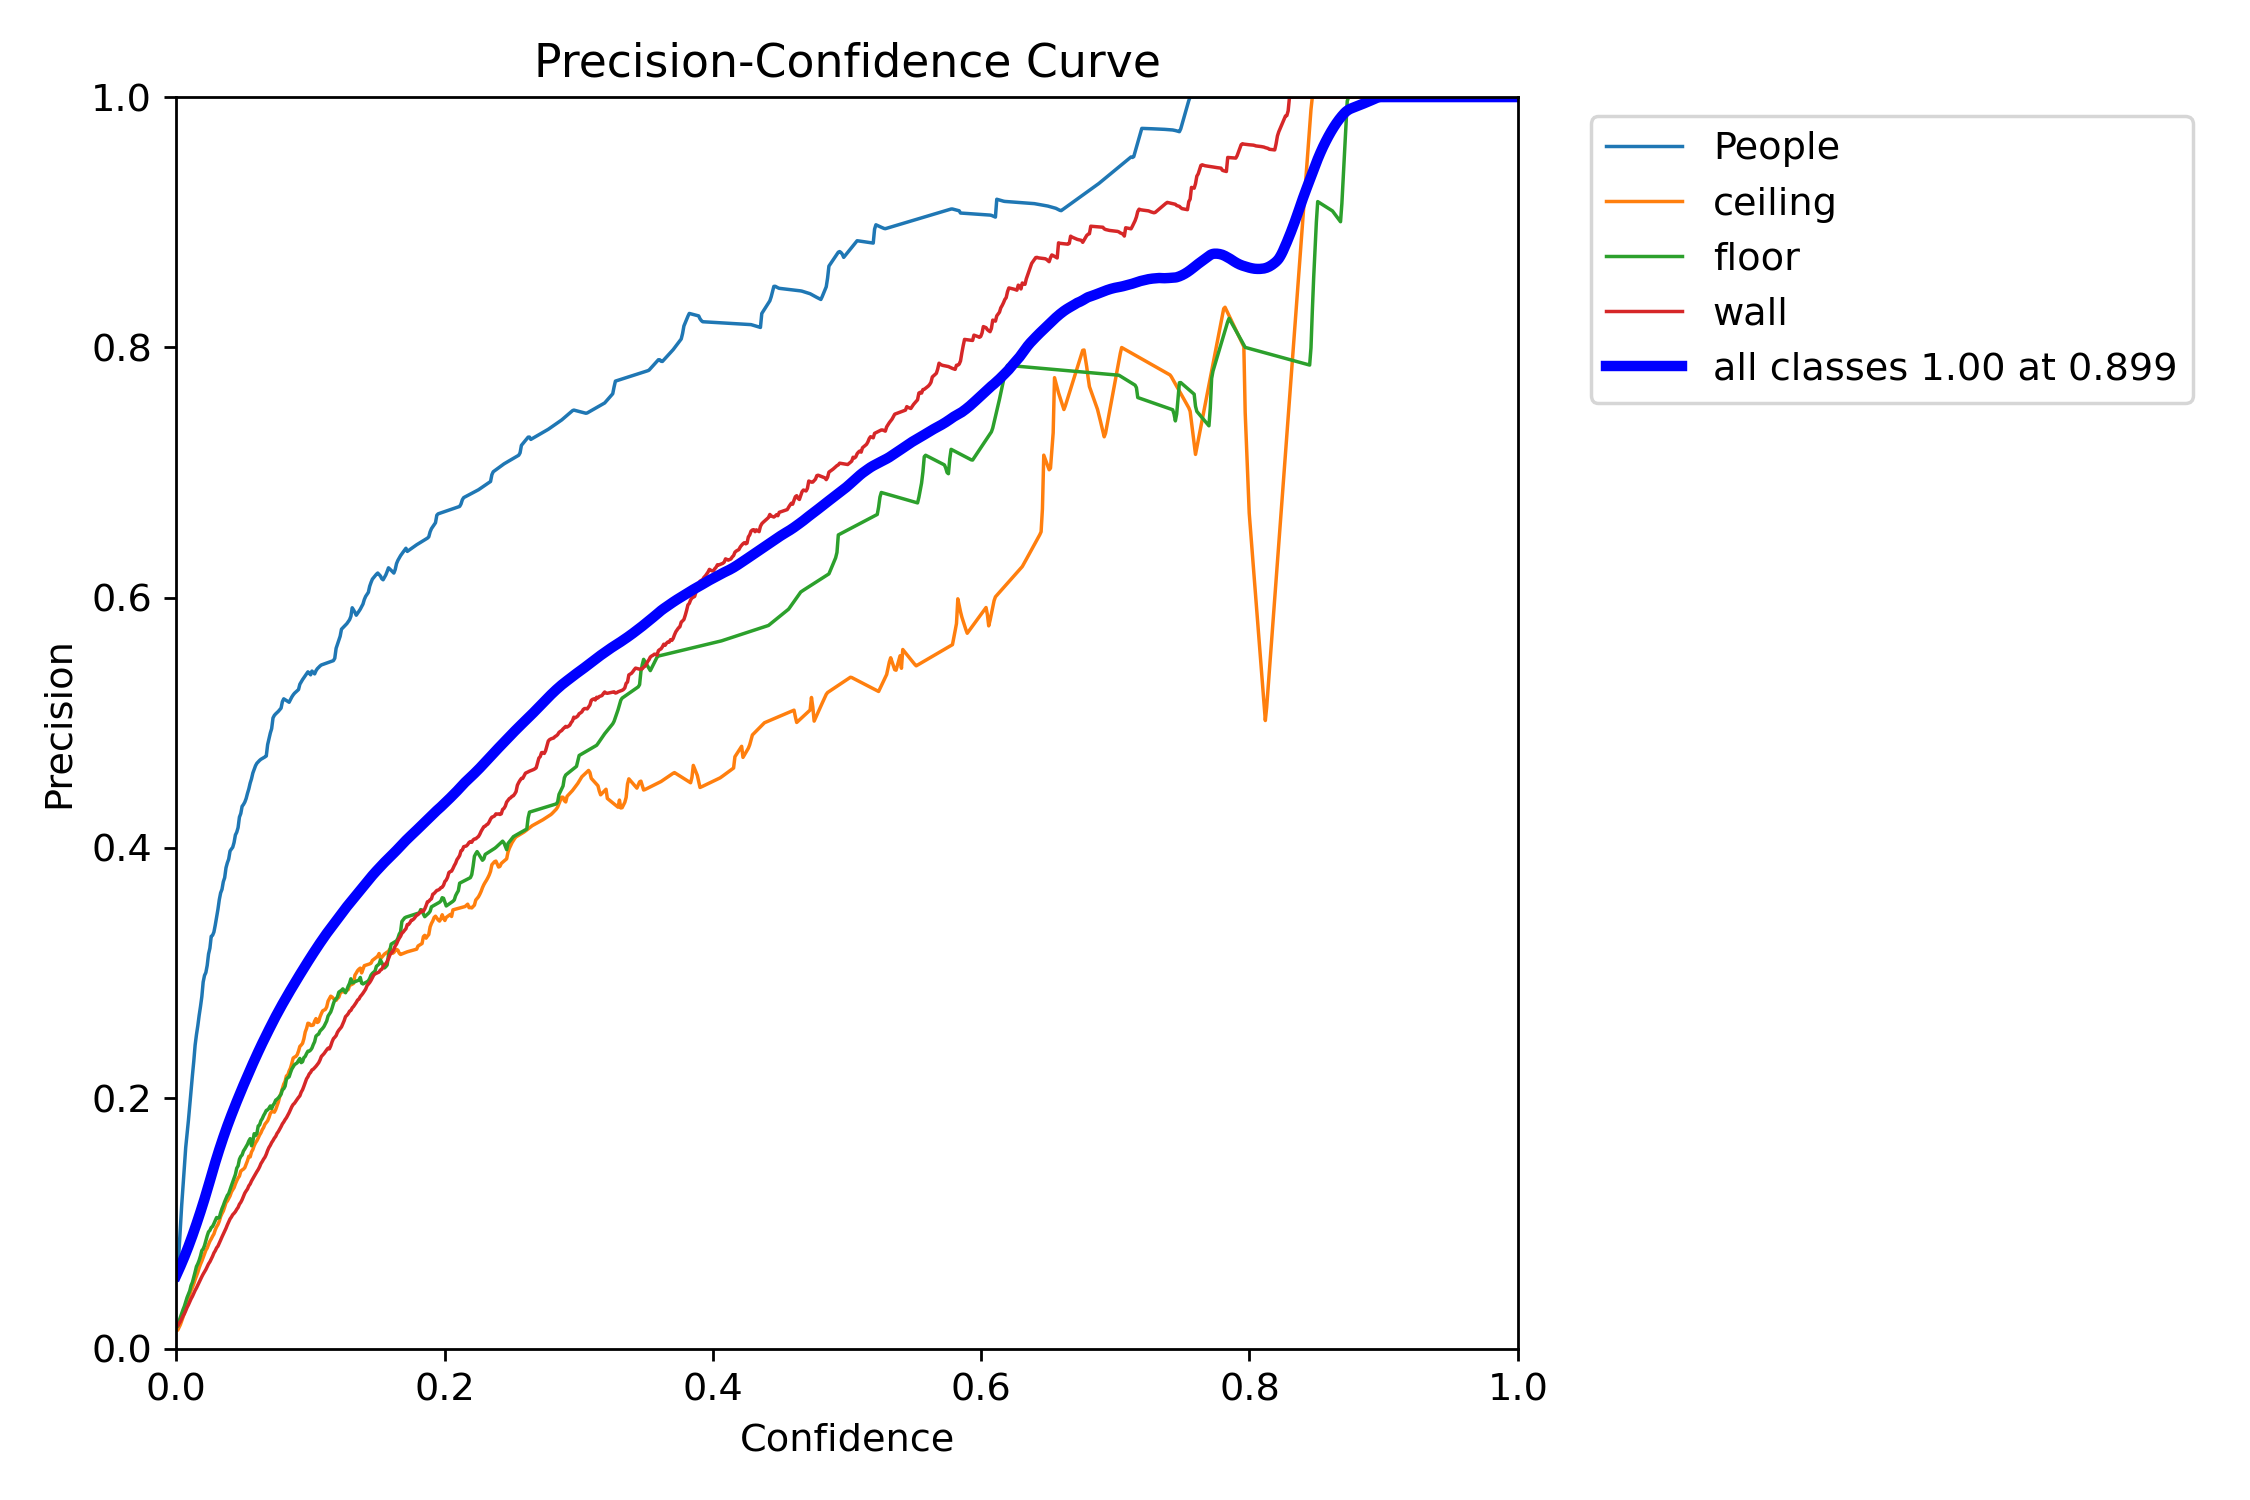 Precision-Confidence Curve
1.0
0.8
0.6
0.4
0.2
0.0
Precision
0.0 0.2 0.4 0.6 0.8 1.0
Confidence
People
ceiling
floor
wall
all classes 1.00 at 0.899